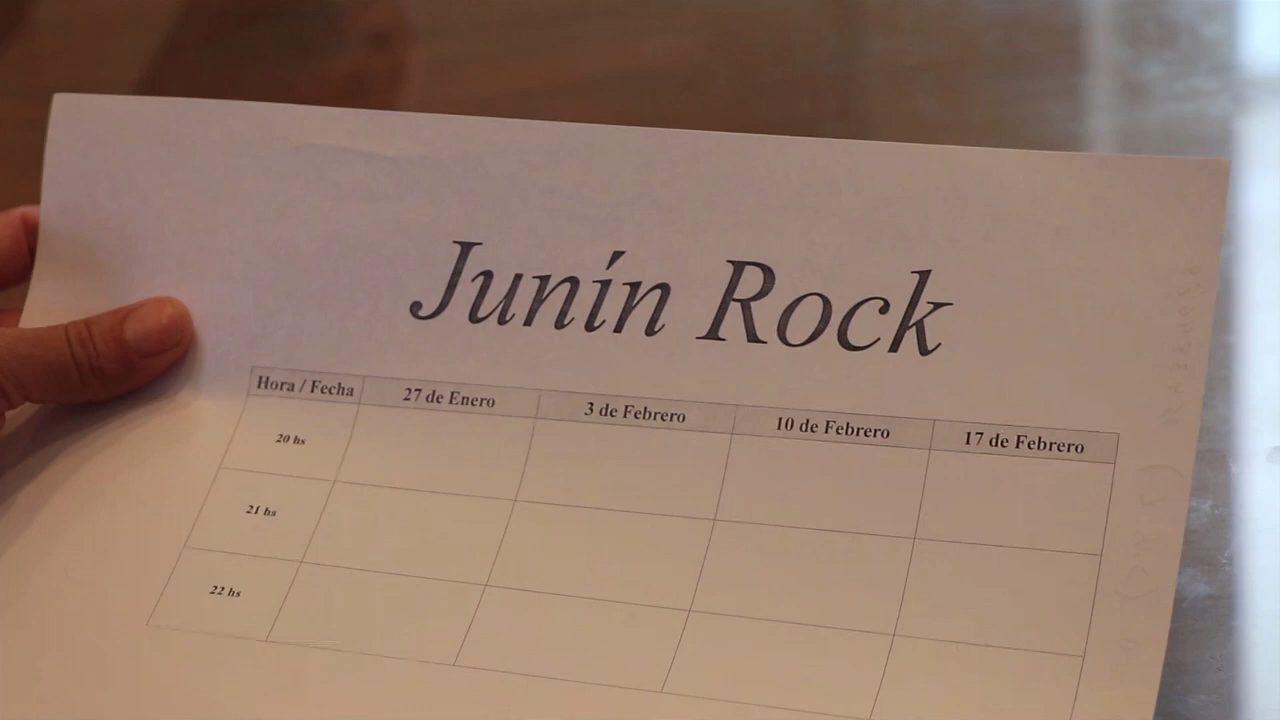 Junín Rock
Hora / Fecha 27 de Enero 3 de Febrero 10 de Febrero 17 de Febrero
20 hs
21 hs
22 hs